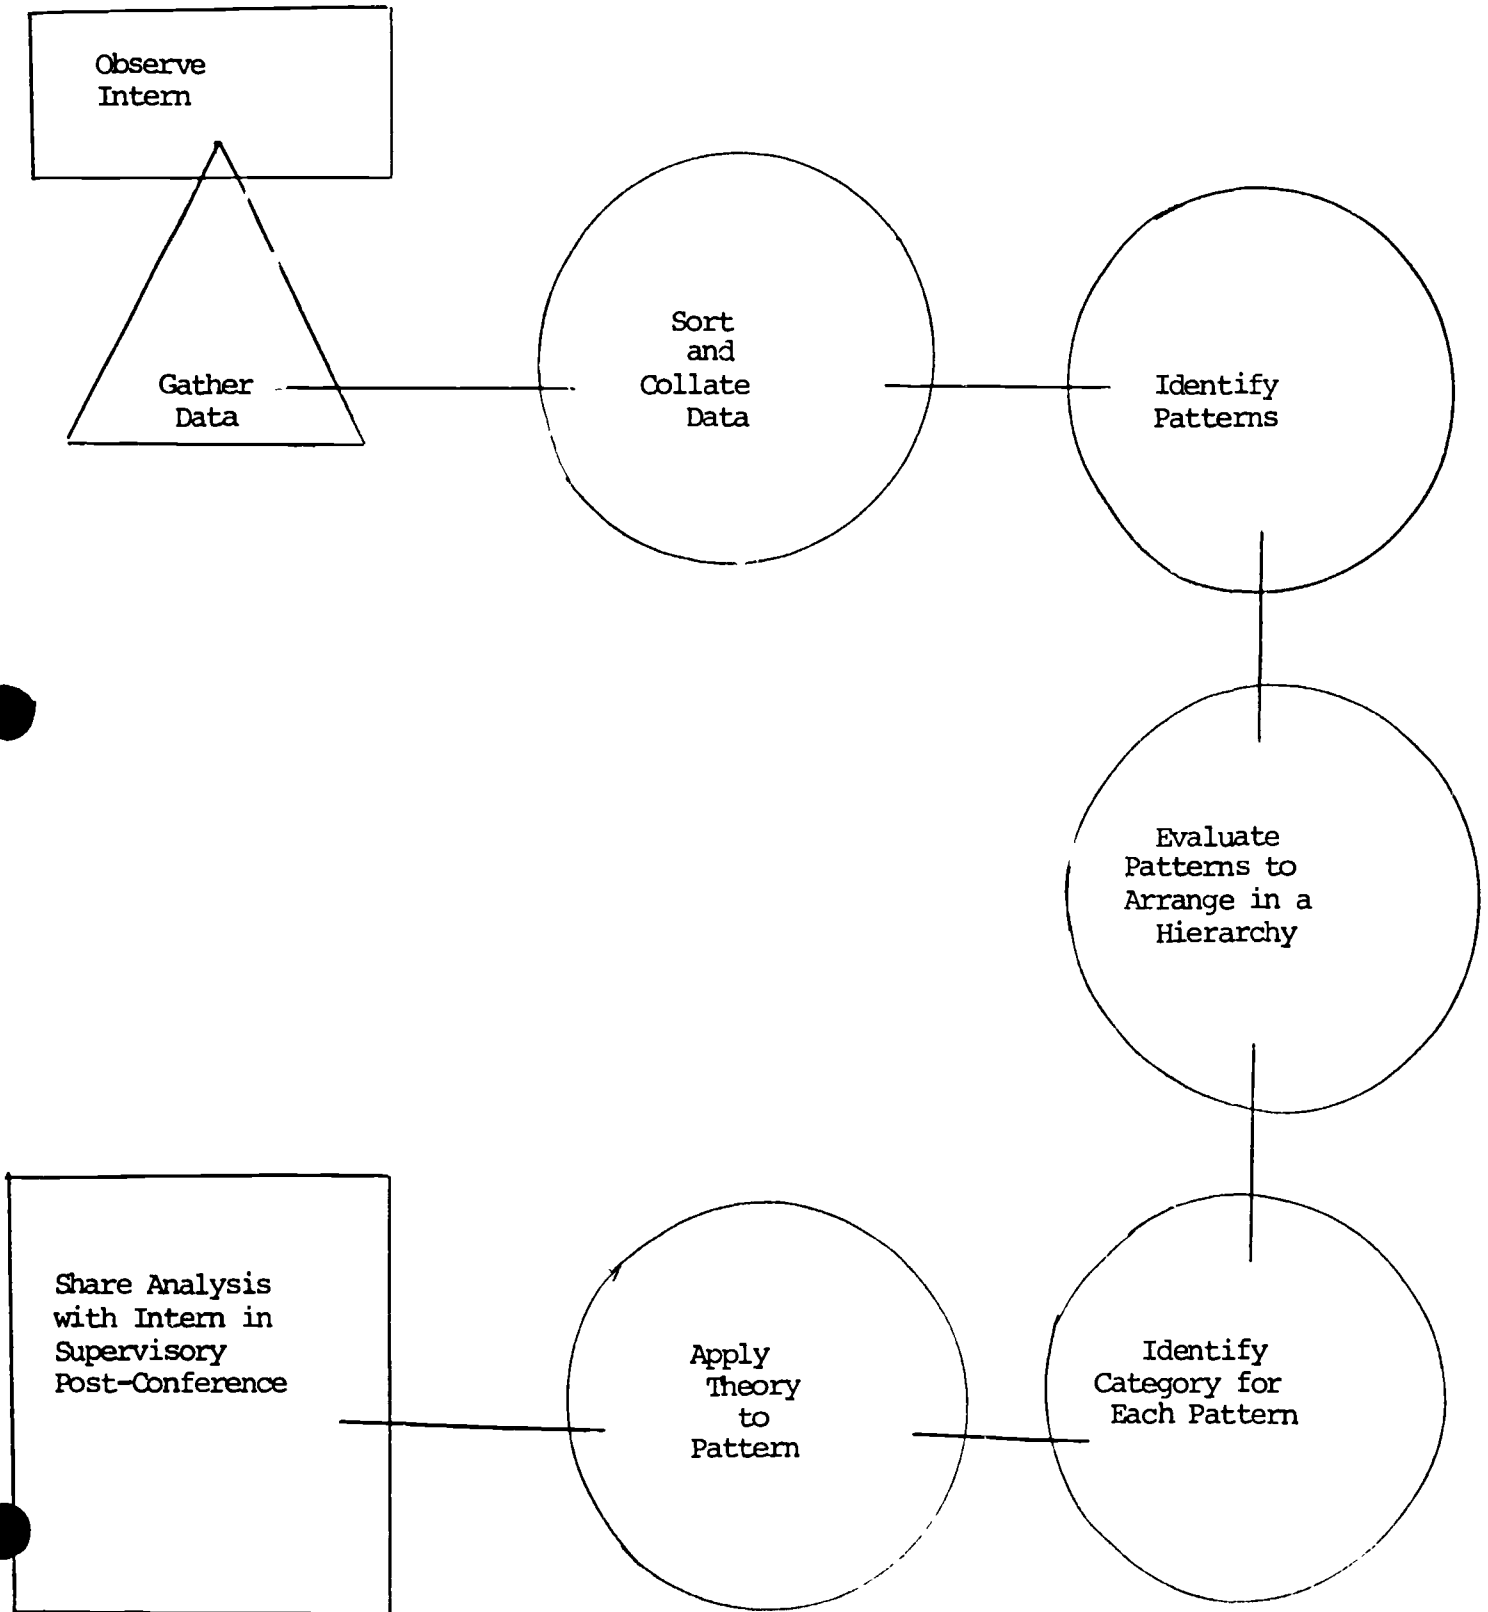 Observe
Intern
Gather
Data
Sort
and
Collate
Data
Identify
Patterns
Evaluate
Patterns to
Arrange in a
Hierarchy
Identify
Category for
Each Pattern
Apply
Theory
to
Pattern
Share Analysis
with Intern in
Supervisory
Post-Conference